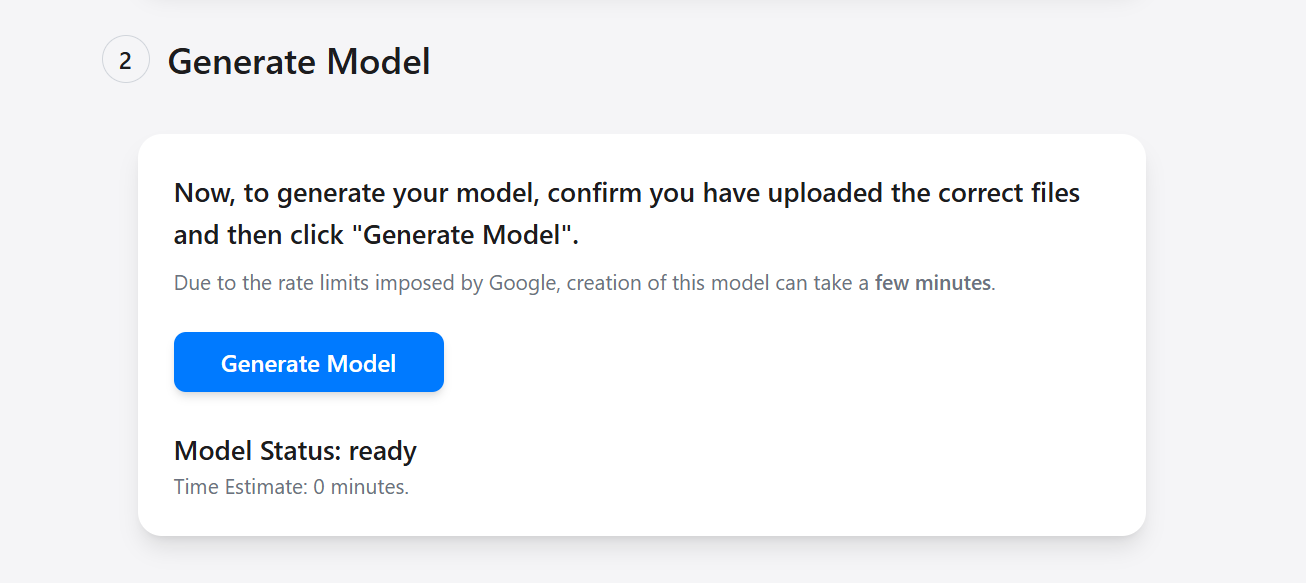 2
Generate Model
Now, to generate your model, confirm you have uploaded the correct files
and then click "Generate Model".
Due to the rate limits imposed by Google, creation of this model can take a few minutes.
Generate Model
Model Status: ready
Time Estimate: 0 minutes.